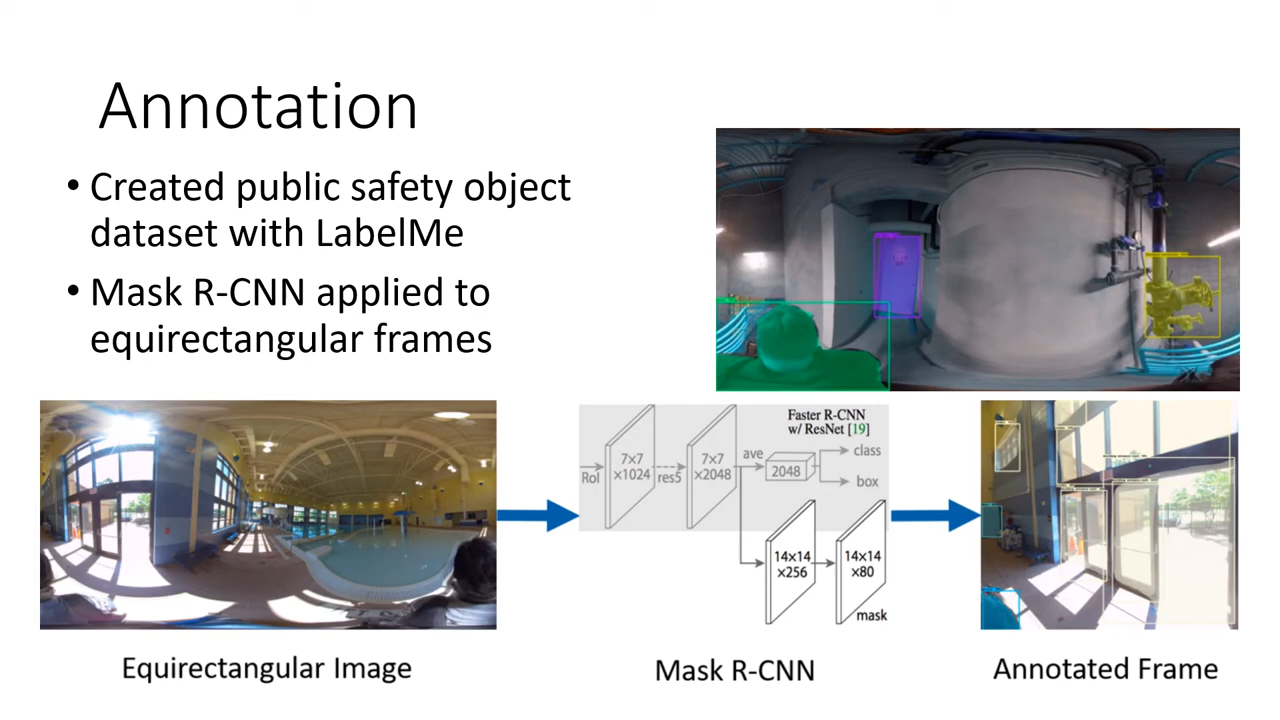 Annotation
• Created public safety object
dataset with LabelMe
• Mask R-CNN applied to
equirectangular frames
Faster R-CNN
w/ ResNet [19]
7×7
×1024
RoI
res5
7×7
×2048
ave
2048
class
box
14×14
×256
14×14
×80
mask
Equirectangular Image
Mask R-CNN
Annotated Frame